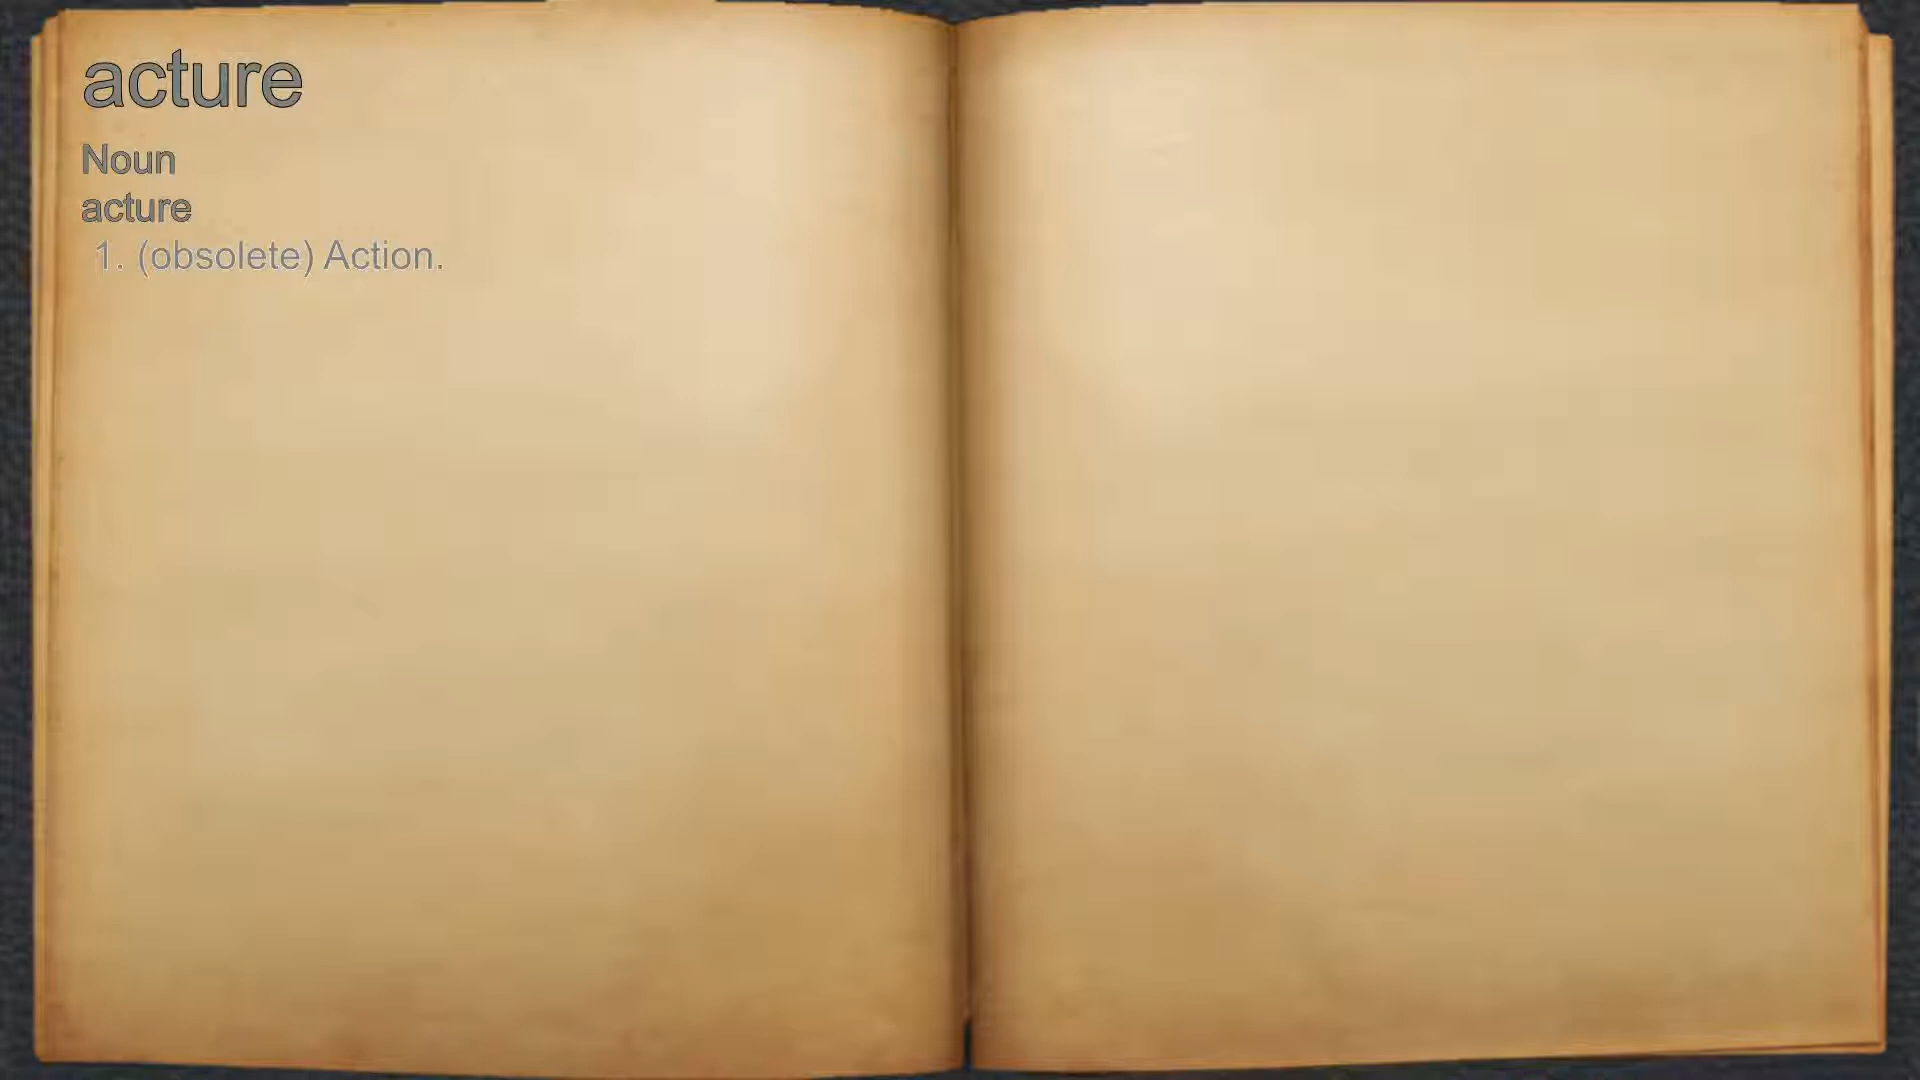 acture
Noun
acture
1. (obsolete) Action.